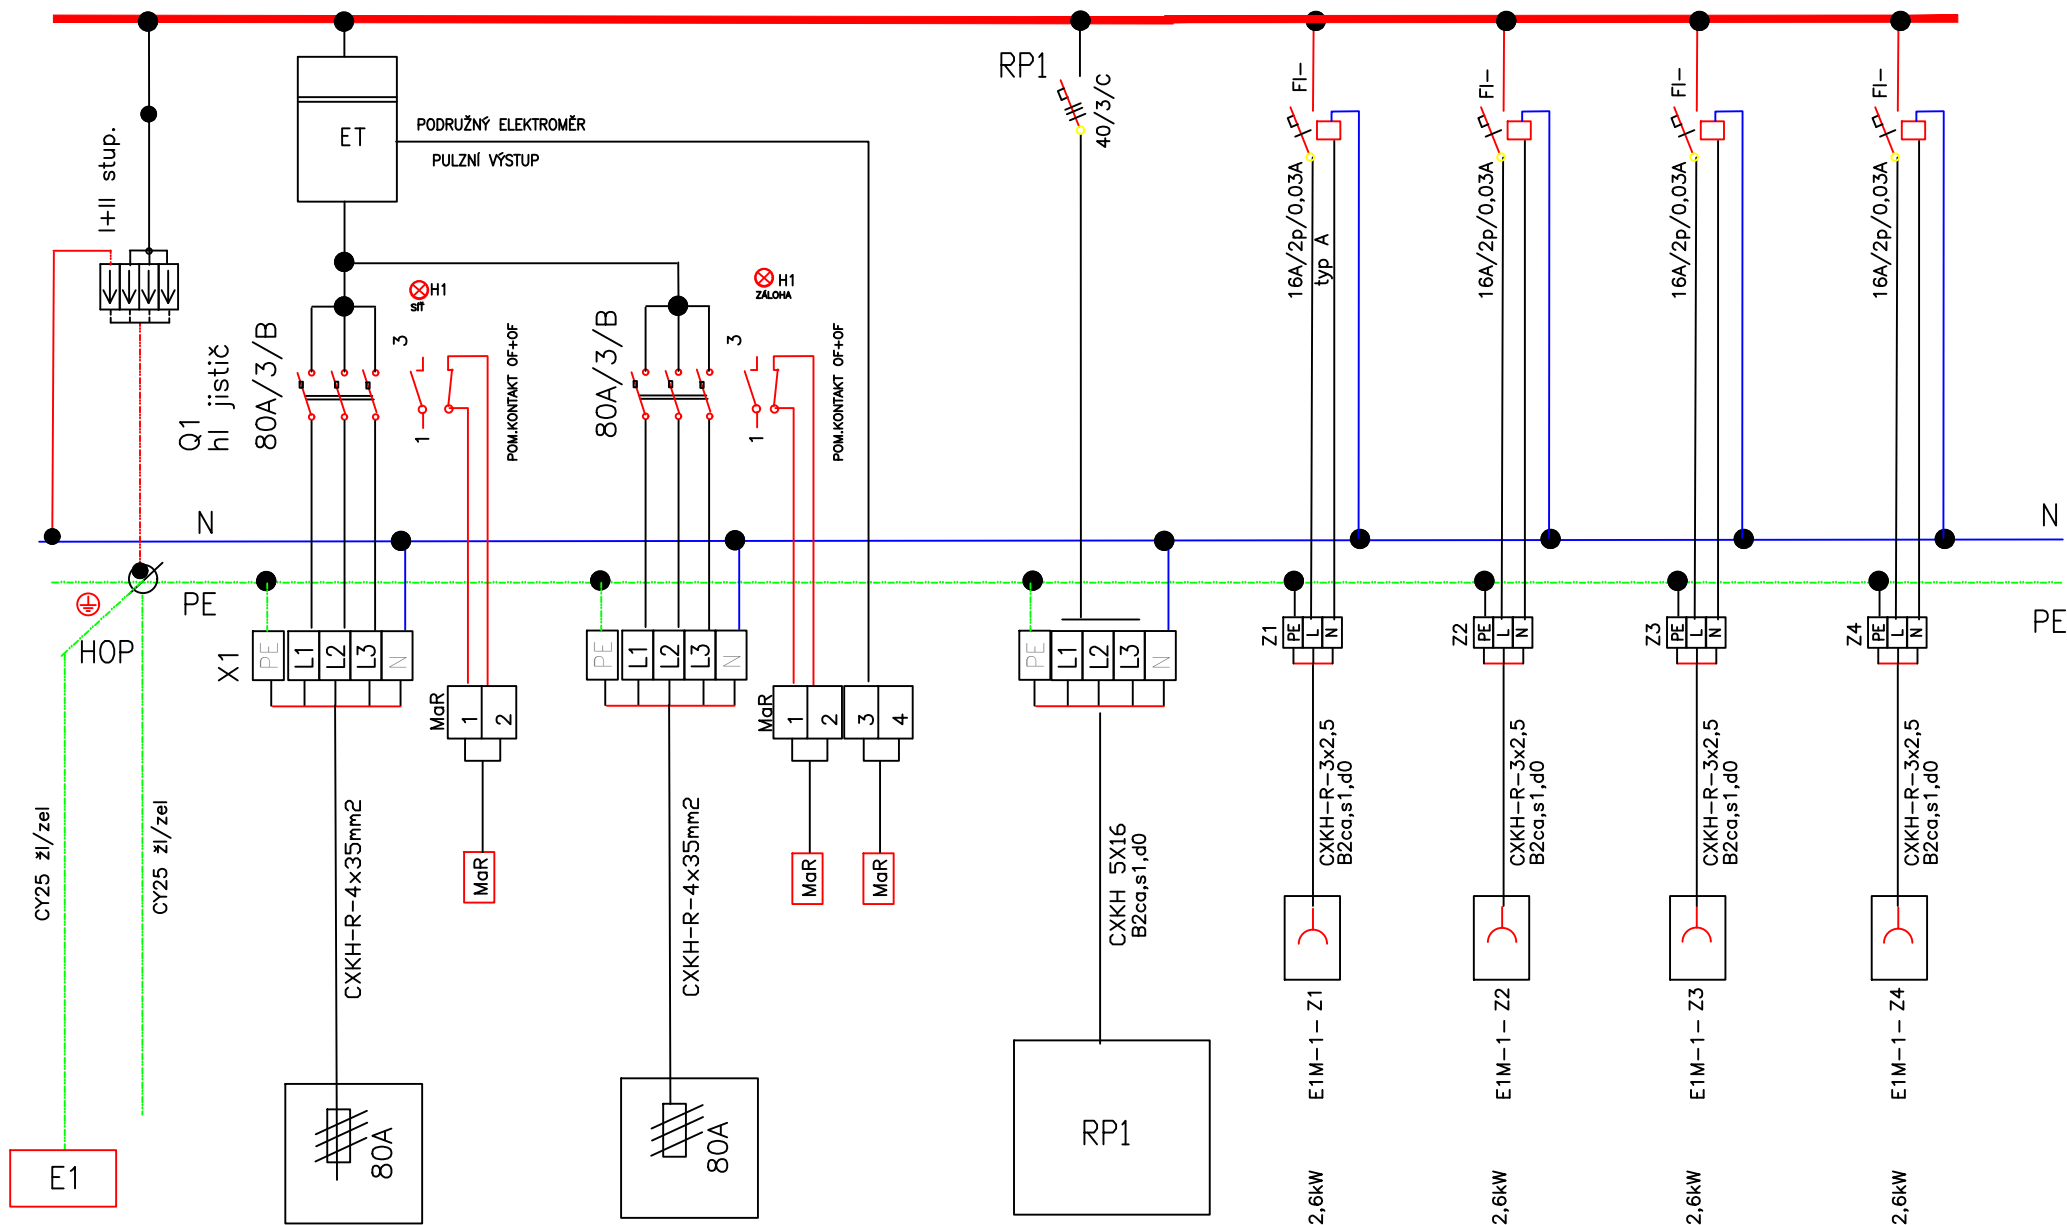 I+II stup.
ET
PODRUŽNÝ ELEKTROMĚR
PULZNÍ VÝSTUP
Q1
hl jistič
80A/3/B
3
1
H1
SÍŤ
POM.KONTAKT OF+OF
80A/3/B
3
1
H1
ZÁLOHA
POM.KONTAKT OF+OF
RP1
40/3/C
FI-
16A/2p/0,03A
typ A
FI-
16A/2p/0,03A
FI-
16A/2p/0,03A
FI-
16A/2p/0,03A
N
N
PE
PE
HOP
X1
PE
L1
L2
L3
N
MaR
1
2
PE
L1
L2
L3
N
MaR
1
2
3
4
PE
L1
L2
L3
N
Z1
PE
L
N
Z2
PE
L
N
Z3
PE
L
N
Z4
PE
L
N
CY25 žl/zel
CY25 žl/zel
CXKH-R-4x35mm2
MaR
CXKH-R-4x35mm2
MaR
MaR
CXKH 5X16
B2ca,s1,d0
CXKH-R-3x2,5
B2ca,s1,d0
CXKH-R-3x2,5
B2ca,s1,d0
CXKH-R-3x2,5
B2ca,s1,d0
CXKH-R-3x2,5
B2ca,s1,d0
E1
80A
80A
RP1
E1M-1- Z1
E1M-1- Z2
E1M-1- Z3
E1M-1- Z4
2,6kW
2,6kW
2,6kW
2,6kW